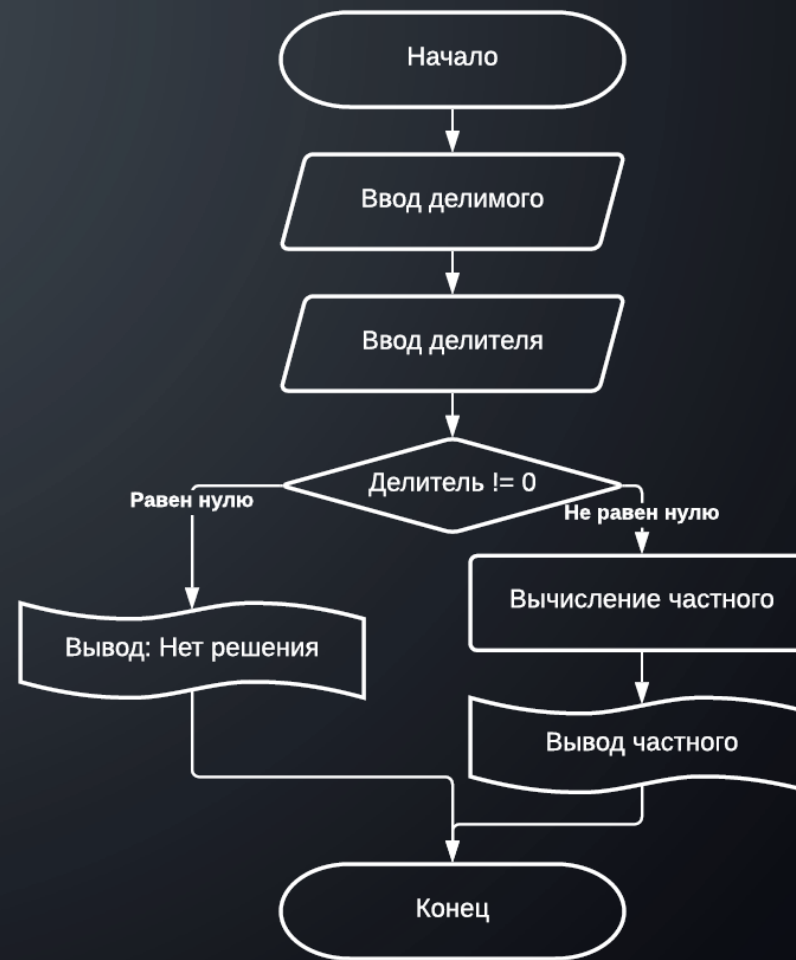 Начало
Ввод делимого
Ввод делителя
Делитель != 0
Равен нулю
Не равен нулю
Вычисление частного
Вывод: Нет решения
Вывод частного
Конец